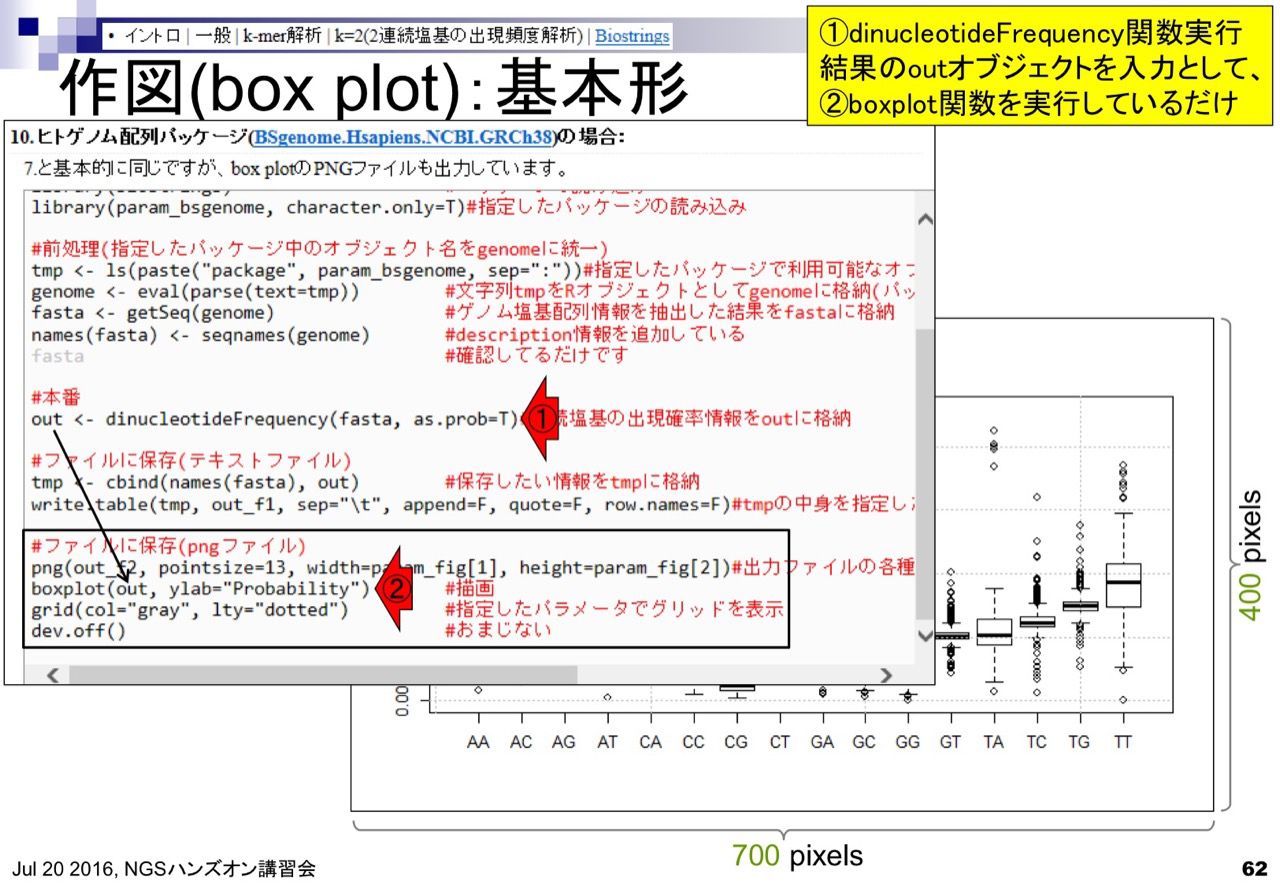 • イントロ | 一般 | k-mer解析 | k=2(2連続塩基の出現頻度解析) | Biostrings
作図(box plot)：基本形
①dinucleotideFrequency関数実行
結果のoutオブジェクトを入力として、
②boxplot関数を実行しているだけ
10. ヒトゲノム配列パッケージ(BSgenome.Hsapiens.NCBI.GRCh38)の場合:
7.と基本的に同じですが、box plotのPNGファイルも出力しています。
library(param_bsgenome, character.only=T)#指定したパッケージの読み込み
#前処理(指定したパッケージ中のオブジェクト名をgenomeに統一)
tmp <- ls(paste("package", param_bsgenome, sep=":"))#指定したパッケージで利用可能なオブ
genome <- eval(parse(text=tmp)) #文字列tmpをRオブジェクトとしてgenomeに格納(パッ
fasta <- getSeq(genome) #ゲノム塩基配列情報を抽出した結果をfastaに格納
names(fasta) <- seqnames(genome) #description情報を追加している
fasta #確認してるだけです
#本番
out <- dinucleotideFrequency(fasta, as.prob=T) ① 続塩基の出現確率情報をoutに格納
#ファイルに保存(テキストファイル)
tmp <- cbind(names(fasta), out) #保存したい情報をtmpに格納
write.table(tmp, out_f1, sep="\t", append=F, quote=F, row.names=F)#tmpの中身を指定し
#ファイルに保存(pngファイル)
png(out_f2, pointsize=13, width=param_fig[1], height=param_fig[2])#出力ファイルの各種
boxplot(out, ylab="Probability") ② #描画
grid(col="gray", lty="dotted") #指定したパラメータでグリッドを表示
dev.off() #おまじない
0.00
AA AC AG AT CA CC CG CT GA GC GG GT TA TC TG TT
400 pixels
700 pixels
Jul 20 2016, NGSハンズオン講習会
62